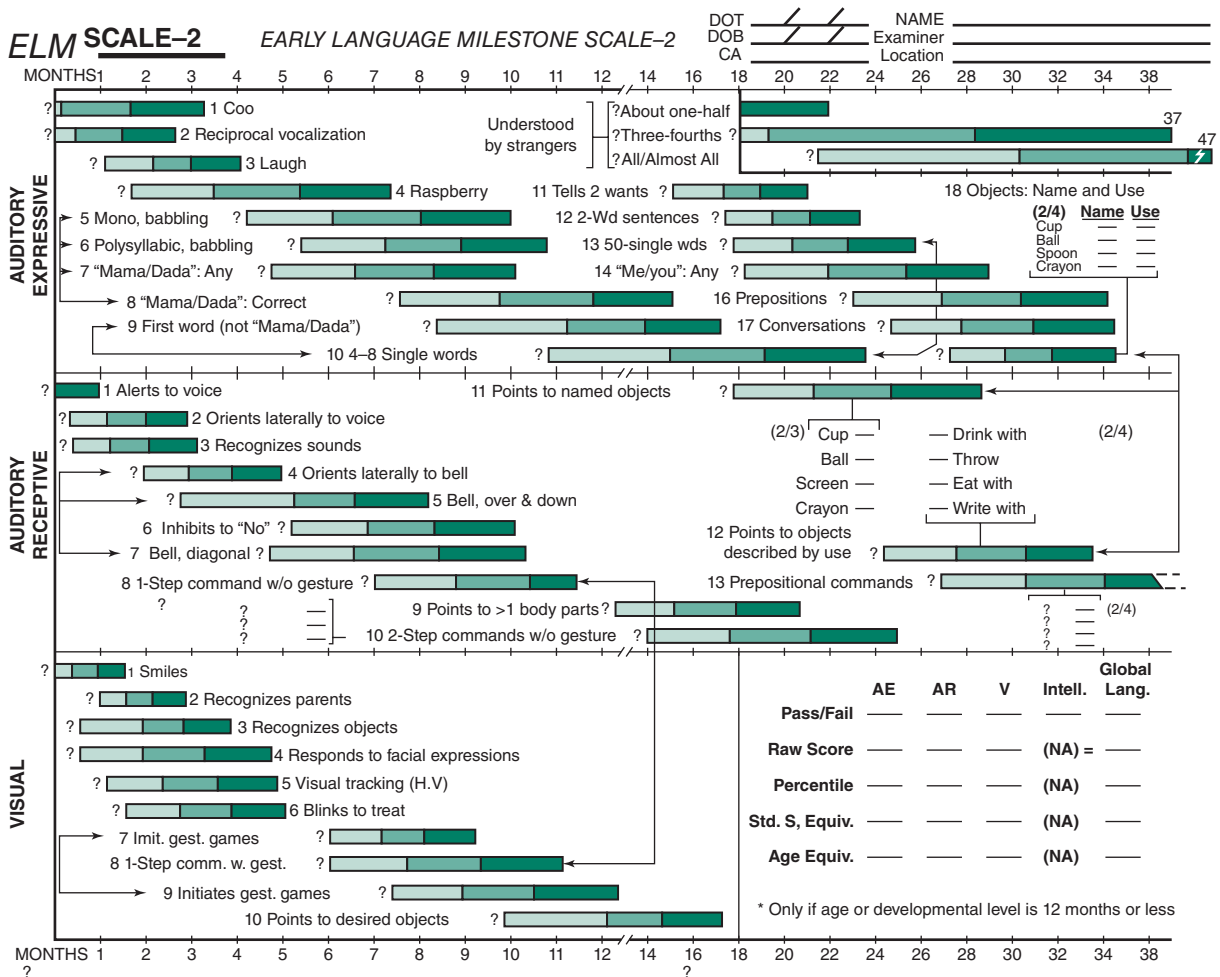 ELM SCALE–2 EARLY LANGUAGE MILESTONE SCALE–2
DOT NAME
DOB Examiner
CA Location
MONTHS 1 2 3 4 5 6 7 8 9 10 11 12 14 16 18 20 22 24 26 28 30 32 34 36 38
AUDITORY EXPRESSIVE
? 1 Coo
? 2 Reciprocal vocalization
? 3 Laugh
Understood
by strangers
?About one-half
?Three-fourths ? 37
?All/Almost All ? 47
? 4 Raspberry
5 Mono, babbling ?
6 Polysyllabic, babbling ?
7 “Mama/Dada”: Any ?
8 “Mama/Dada”: Correct ?
9 First word (not “Mama/Dada”) ?
10 4–8 Single words ?
11 Tells 2 wants ?
12 2-Wd sentences ?
13 50-single wds ?
14 “Me/you”: Any ?
16 Prepositions ?
17 Conversations ?
18 Objects: Name and Use
(2/4) Name Use
Cup — —
Ball — —
Spoon — —
Crayon — —
?
AUDITORY RECEPTIVE
? 1 Alerts to voice
? 2 Orients laterally to voice
? 3 Recognizes sounds
? 4 Orients laterally to bell
? 5 Bell, over & down
6 Inhibits to “No” ?
7 Bell, diagonal ?
8 1-Step command w/o gesture ?
?
? —
? —
? —
9 Points to >1 body parts ?
10 2-Step commands w/o gesture ?
11 Points to named objects ?
(2/3) Cup — — Drink with (2/4)
Ball — — Throw
Screen — — Eat with
Crayon — — Write with
12 Points to objects
described by use ?
13 Prepositional commands ?
? — (2/4)
? —
? —
? —
VISUAL
? 1 Smiles
? 2 Recognizes parents
? 3 Recognizes objects
? 4 Responds to facial expressions
? 5 Visual tracking (H.V)
? 6 Blinks to treat
7 Imit. gest. games ?
8 1-Step comm. w. gest. ?
9 Initiates gest. games ?
10 Points to desired objects ?
AE AR V Intell. Global Lang.
Pass/Fail — — — — —
Raw Score — — — (NA) = —
Percentile — — — (NA) —
Std. S, Equiv. — — — (NA) —
Age Equiv. — — — (NA) —
* Only if age or developmental level is 12 months or less
MONTHS 1 2 3 4 5 6 7 8 9 10 11 12 14 16 18 20 22 24 26 28 30 32 34 36 38
? ?